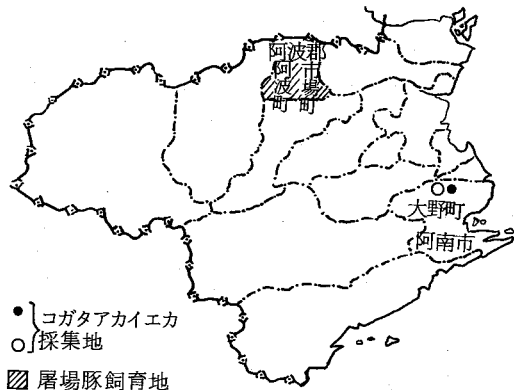 阿波郡
阿波町
市場町
大野町
阿南市
コガタアカイエカ
採集地
屠場豚飼育地